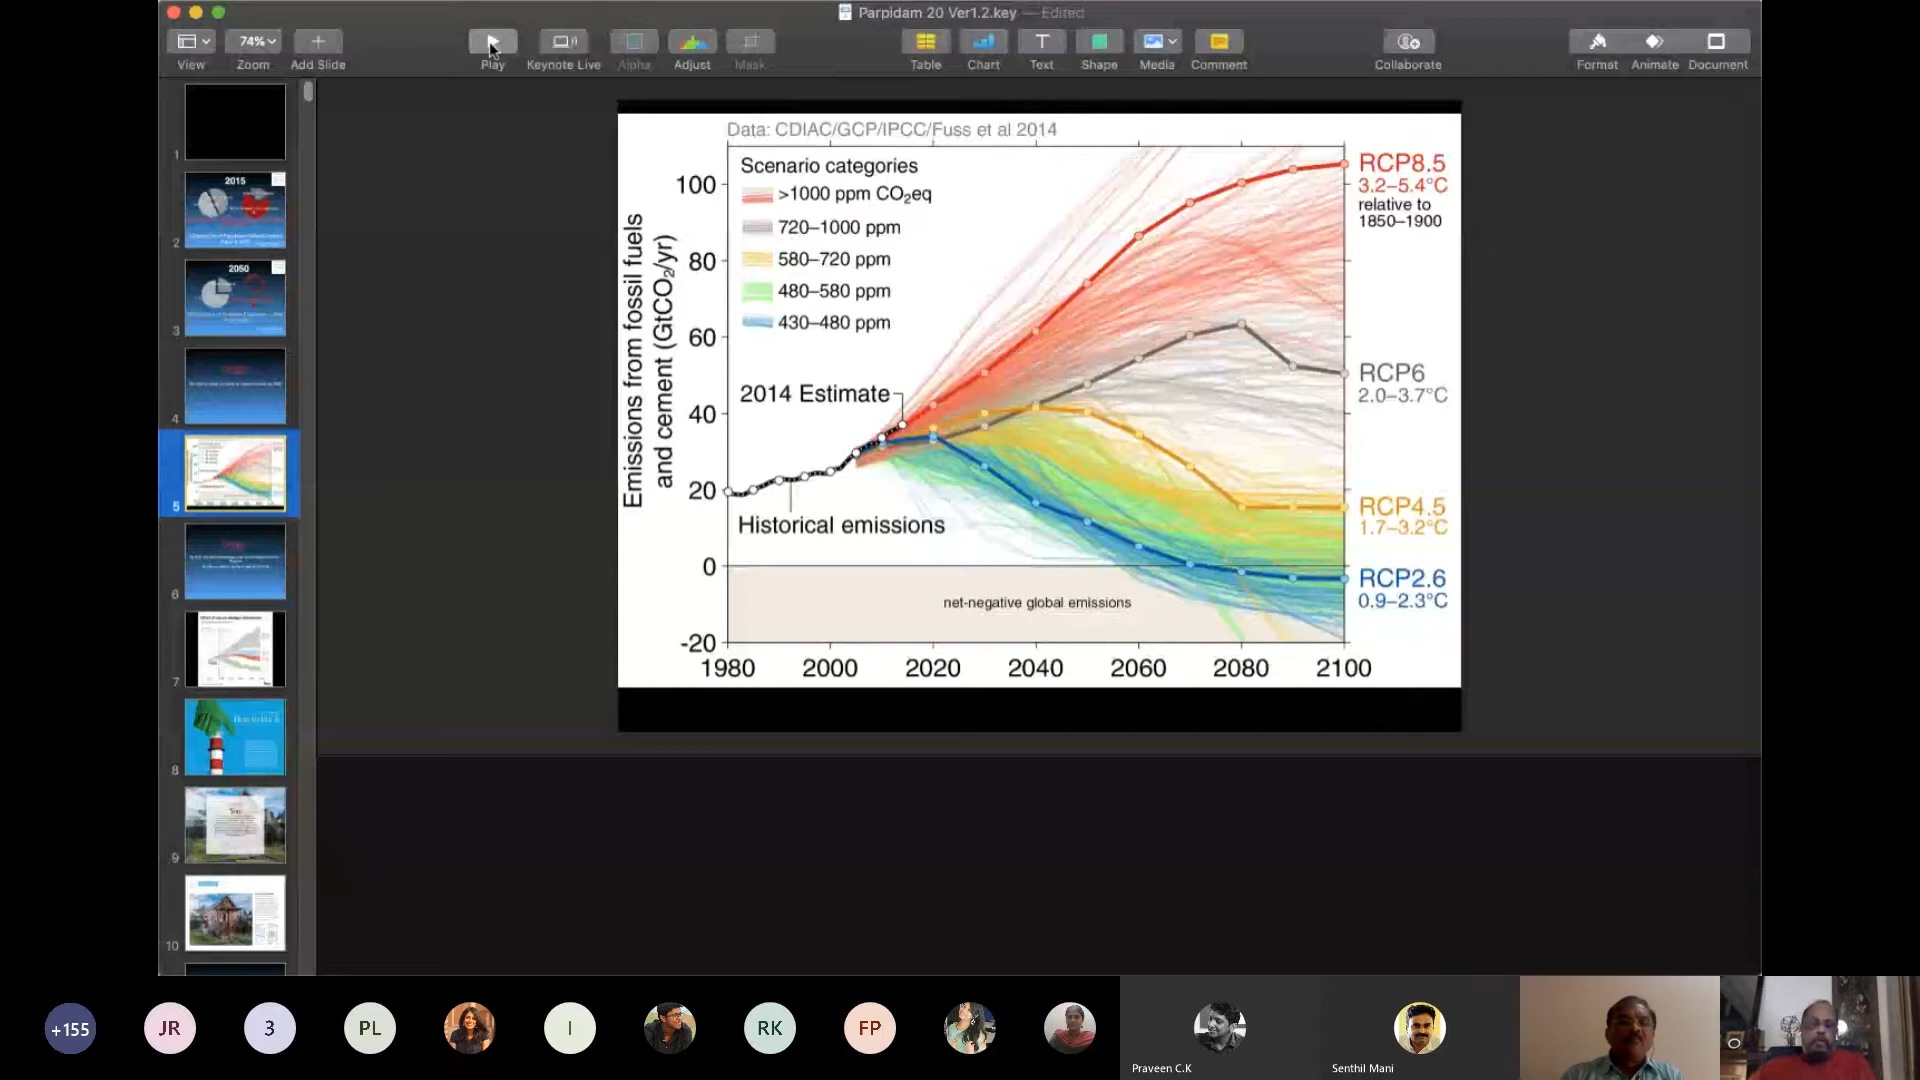 Parpidam 20 Ver1.2.key — Edited
View
74%
Zoom
Add Slide
Play
Keynote Live
Alpha
Adjust
Mask
Table
Chart
Text
Shape
Media
Comment
Collaborate
Format
Animate
Document
1
2015
2
2050
3
4
5
6
7
8
9
10
Data: CDIAC/GCP/IPCC/Fuss et al 2014
Emissions from fossil fuels
and cement (GtCO₂/yr)
100
80
60
40
20
0
-20
Scenario categories
>1000 ppm CO₂eq
720–1000 ppm
580–720 ppm
480–580 ppm
430–480 ppm
2014 Estimate
Historical emissions
net-negative global emissions
1980 2000 2020 2040 2060 2080 2100
RCP8.5
3.2–5.4°C
relative to
1850–1900
RCP6
2.0–3.7°C
RCP4.5
1.7–3.2°C
RCP2.6
0.9–2.3°C
+155
JR
3
PL
I
RK
FP
Praveen C.K
Senthil Mani